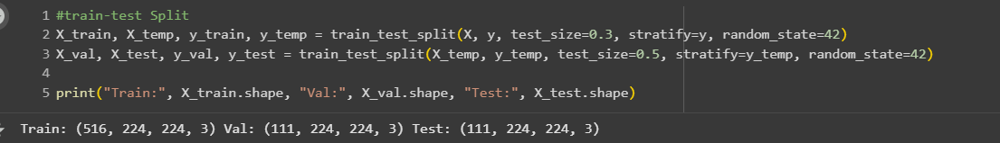 1 #train-test Split
2 X_train, X_temp, y_train, y_temp = train_test_split(X, y, test_size=0.3, stratify=y, random_state=42)
3 X_val, X_test, y_val, y_test = train_test_split(X_temp, y_temp, test_size=0.5, stratify=y_temp, random_state=42)
4
5 print("Train:", X_train.shape, "Val:", X_val.shape, "Test:", X_test.shape)
Train: (516, 224, 224, 3) Val: (111, 224, 224, 3) Test: (111, 224, 224, 3)